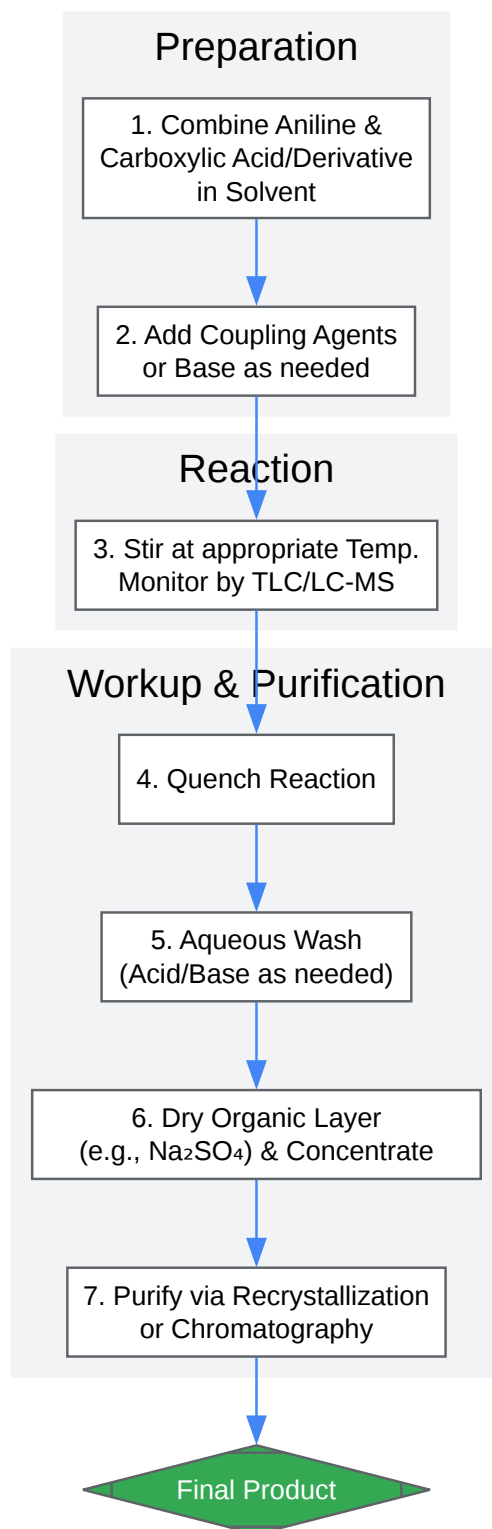 Preparation
1. Combine Aniline &
Carboxylic Acid/Derivative
in Solvent
2. Add Coupling Agents
or Base as needed
Reaction
3. Stir at appropriate Temp.
Monitor by TLC/LC-MS
Workup & Purification
4. Quench Reaction
5. Aqueous Wash
(Acid/Base as needed)
6. Dry Organic Layer
(e.g., Na₂SO₄) & Concentrate
7. Purify via Recrystallization
or Chromatography
Final Product